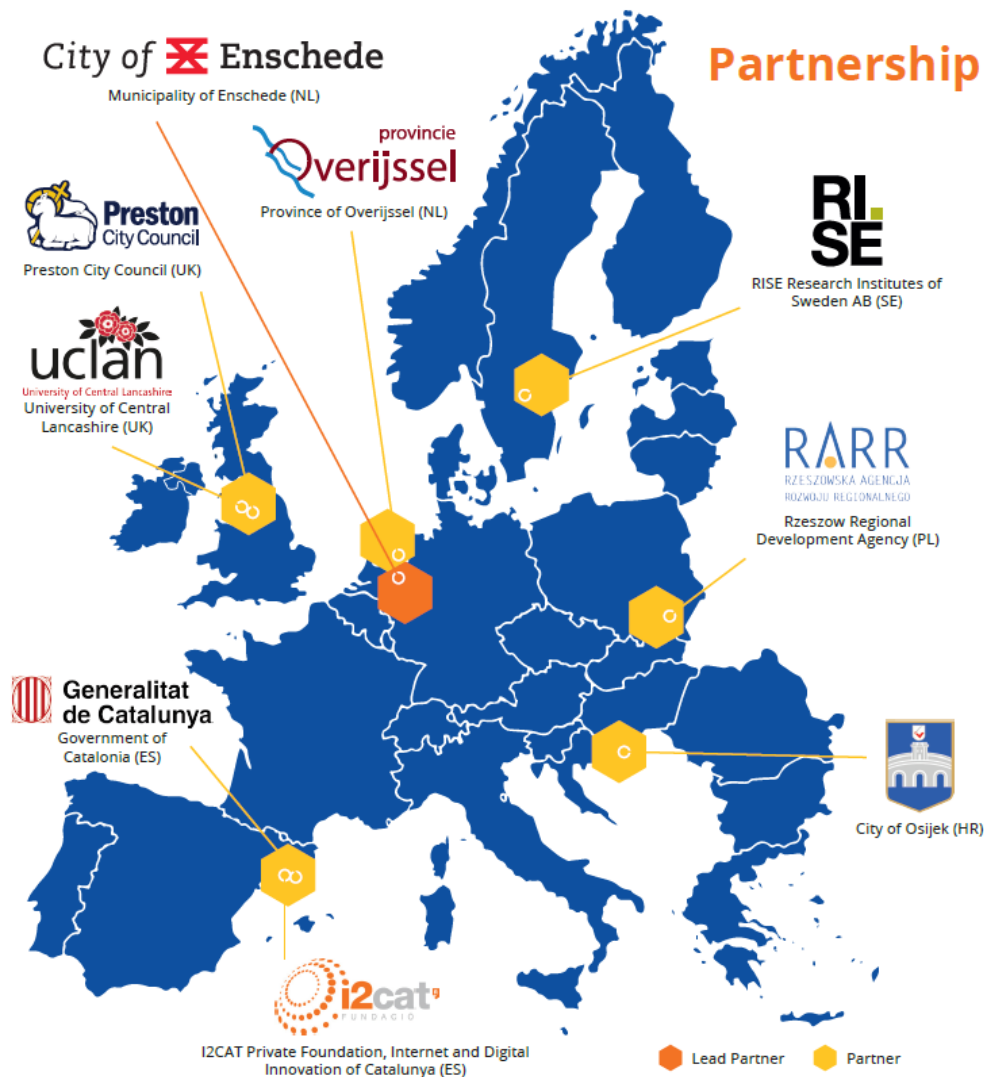 City of Enschede
Municipality of Enschede (NL)
Partnership
provincie
Overijssel
Province of Overijssel (NL)
Preston
City Council
Preston City Council (UK)
RI.
SE
RISE Research Institutes of
Sweden AB (SE)
uclan
University of Central Lancashire
University of Central
Lancashire (UK)
RARR
RZESZOWSKA AGENCJA
ROZWOJU REGIONALNEGO
Rzeszow Regional
Development Agency (PL)
Generalitat
de Catalunya
Government of
Catalonia (ES)
City of Osijek (HR)
i2cat
FUNDACIÓ
I2CAT Private Foundation, Internet and Digital
Innovation of Catalunya (ES)
Lead Partner
Partner